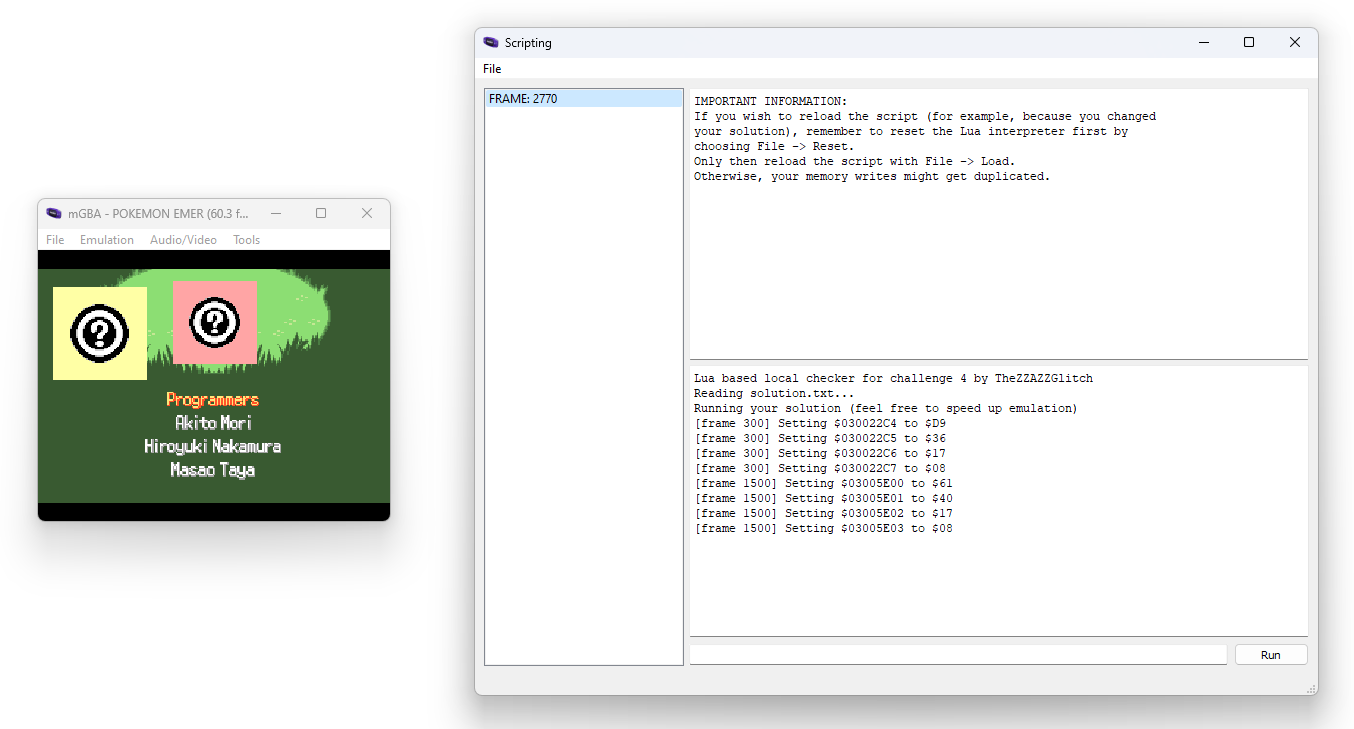 mGBA - POKEMON EMER (60.3 f...
File Emulation Audio/Video Tools
?
?
Programmers
Akito Mori
Hiroyuki Nakamura
Masao Taya
Scripting
File
FRAME: 2770
IMPORTANT INFORMATION:
If you wish to reload the script (for example, because you changed
your solution), remember to reset the Lua interpreter first by
choosing File -> Reset.
Only then reload the script with File -> Load.
Otherwise, your memory writes might get duplicated.
Lua based local checker for challenge 4 by TheZZAZZGlitch
Reading solution.txt...
Running your solution (feel free to speed up emulation)
[frame 300] Setting $030022C4 to $D9
[frame 300] Setting $030022C5 to $36
[frame 300] Setting $030022C6 to $17
[frame 300] Setting $030022C7 to $08
[frame 1500] Setting $03005E00 to $61
[frame 1500] Setting $03005E01 to $40
[frame 1500] Setting $03005E02 to $17
[frame 1500] Setting $03005E03 to $08
Run